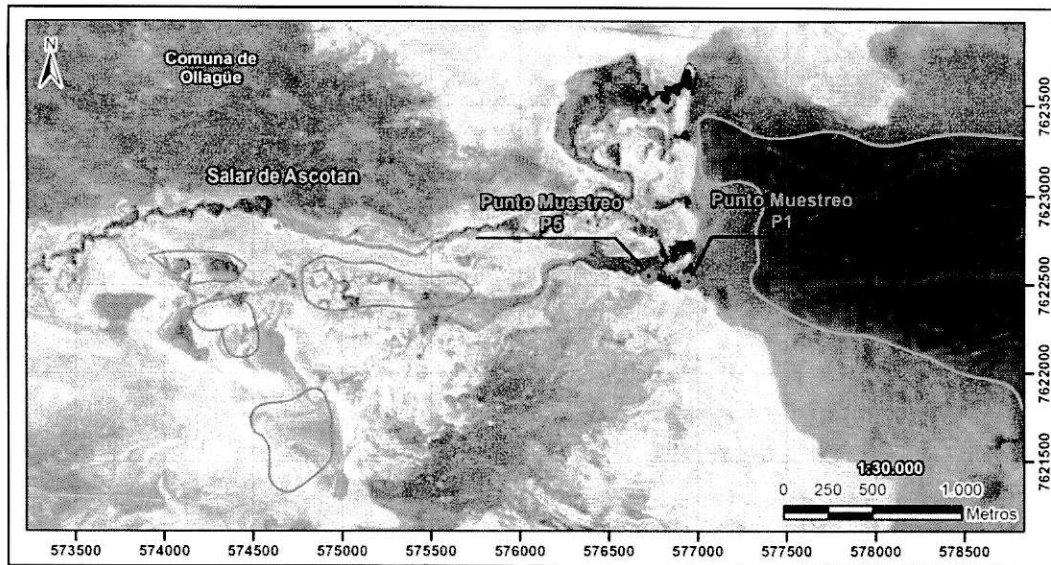 N
Comuna de
Ollagüe
Salar de Ascotan
Punto Muestreo
P5
Punto Muestreo
P1
1:30.000
0 250 500 1.000
Metros
7623500
7623000
7622500
7622000
7621500
573500 574000 574500 575000 575500 576000 576500 577000 577500 578000 578500